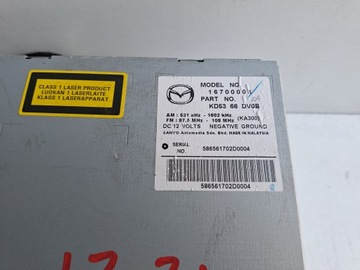 CLASS 1 LASER PRODUCT
LUOKAN 1 LASERLAITE
KLASS 1 LASERAPPARAT
MODEL NO.
16700004
PART NO.
KD53 66 DV0B
AM : 531 kHz - 1602 kHz
FM : 87.5 MHz - 108 MHz (KA300)
DC 12 VOLTS NEGATIVE GROUND
SANYO Automedia Sdn. Bhd. MADE IN MALAYSIA
SERIAL NO. 586561702D0004
586561702D0004